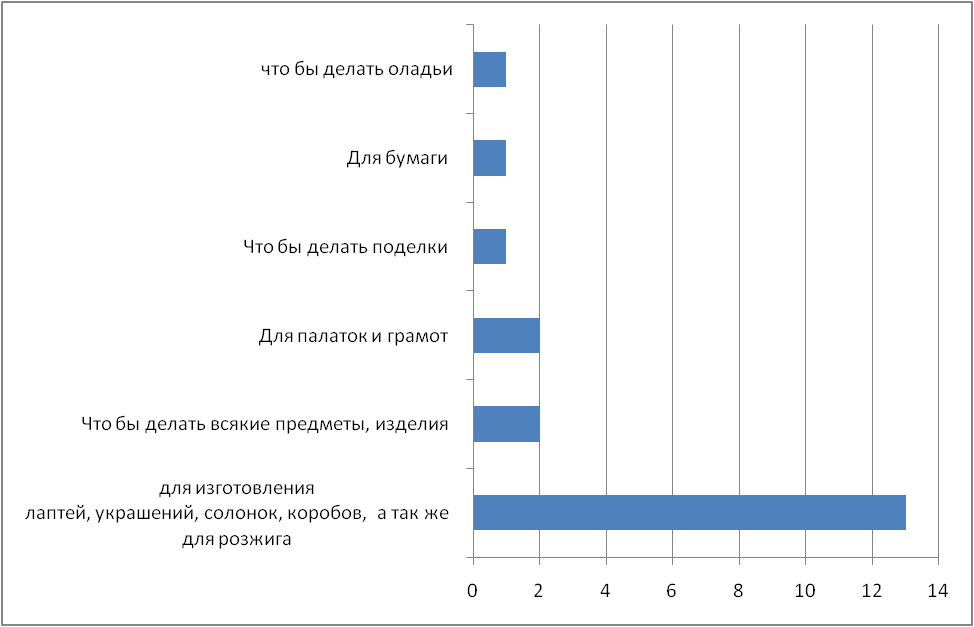 что бы делать оладьи
Для бумаги
Что бы делать поделки
Для палаток и грамот
Что бы делать всякие предметы, изделия
для изготовления
лаптей, украшений, солонок, коробов, а так же
для розжига
0 2 4 6 8 10 12 14